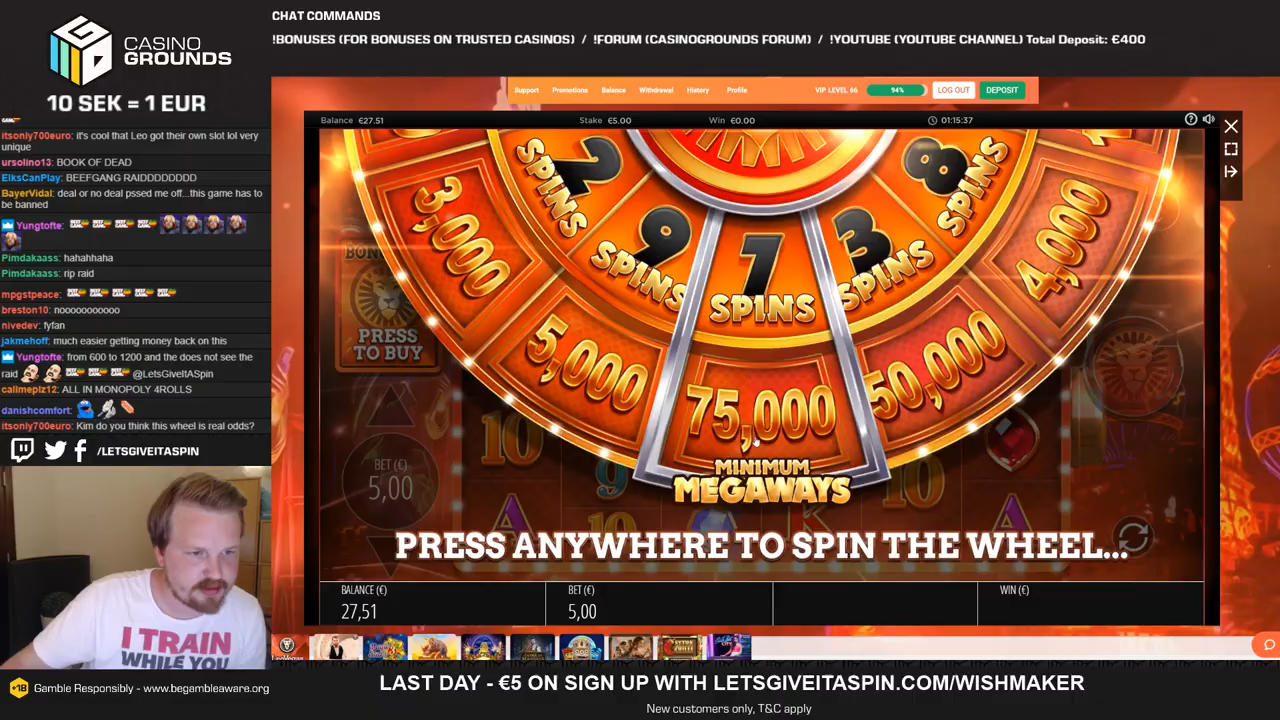 CHAT COMMANDS
!BONUSES (FOR BONUSES ON TRUSTED CASINOS) / !FORUM (CASINOGROUNDS FORUM) / !YOUTUBE (YOUTUBE CHANNEL) Total Deposit: €400
CASINO
GROUNDS
10 SEK = 1 EUR
itsonly700euro: it's cool that Leo got their own slot lol very
unique
ursolino13: BOOK OF DEAD
ElksCanPlay: BEEFGANG RAIDDDDDDDD
BayerVidal: deal or no deal pssed me off...this game has to
be banned
Yungtofte:
Pimdakaass: hahahhaha
Pimdakaass: rip raid
mpgstpeace:
breston10: nooooooooooo
nivedev: fyfan
jakmehoff: much easier getting money back on this
Yungtofte: from 600 to 1200 and the does not see the
raid @LetsGiveItASpin
callmeplz12: ALL IN MONOPOLY 4ROLLS
danishcomfort:
itsonly700euro: Kim do you think this wheel is real odds?
/LETSGIVEITASPIN
Support Promotions Balance Withdrawal History Profile VIP LEVEL 66 94% LOG OUT DEPOSIT
Balance €27.51 Stake €5.00 Win €0.00 01:15:37
2 SPINS
9 SPINS
7 SPINS
3 SPINS
8 SPINS
3,000
5,000
75,000
50,000
4,000
MINIMUM
MEGAWAYS
PRESS
TO BUY
BET (€)
5,00
10
9
A
10
K
10
A
PRESS ANYWHERE TO SPIN THE WHEEL...
BALANCE (€) BET (€) WIN (€)
27,51 5,00
I TRAIN
WHILE YOU
+18 Gamble Responsibly - www.begambleaware.org
LAST DAY - €5 ON SIGN UP WITH LETSGIVEITASPIN.COM/WISHMAKER
New customers only, T&C apply